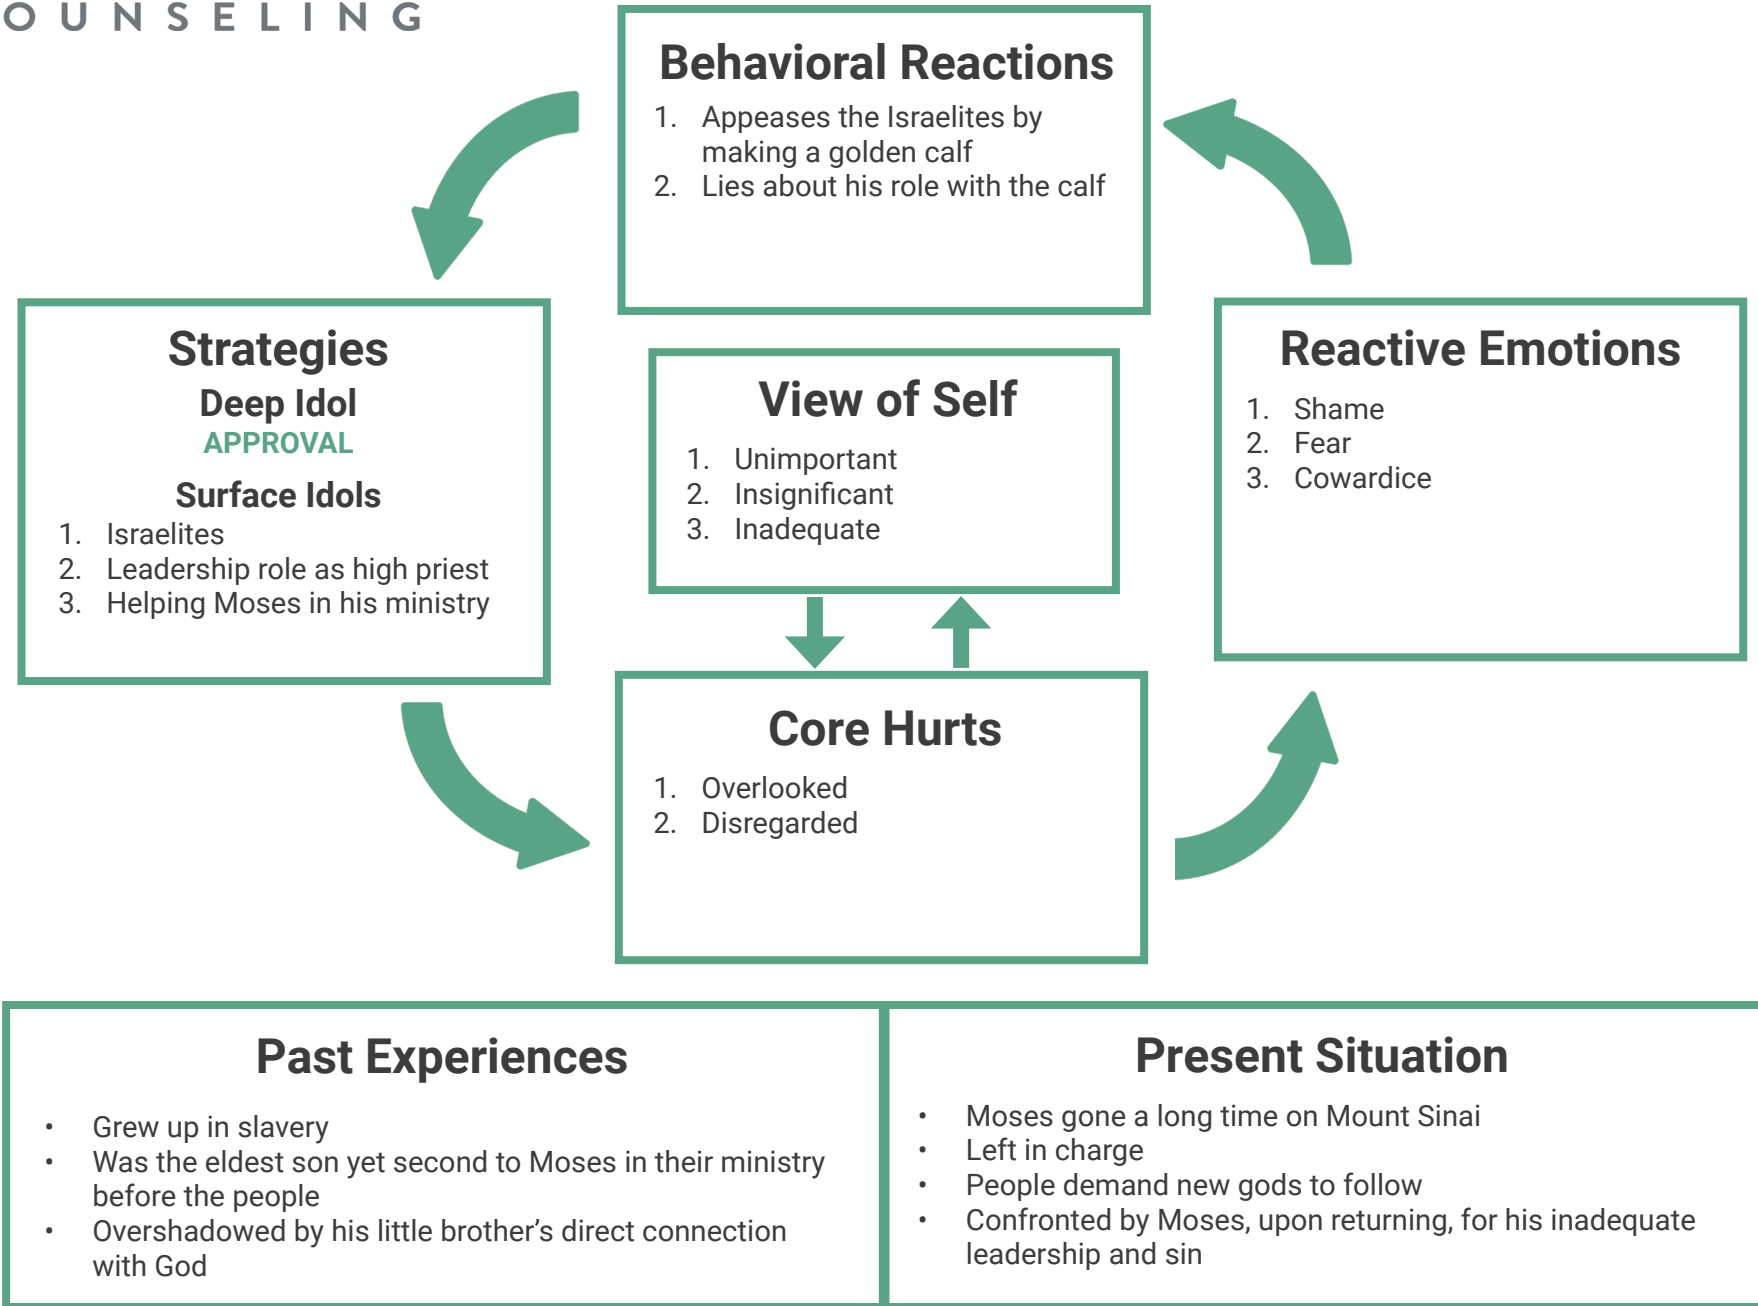 OUNSELING
Behavioral Reactions
1. Appeases the Israelites by
making a golden calf
2. Lies about his role with the calf
Strategies
Deep Idol
APPROVAL
Surface Idols
1. Israelites
2. Leadership role as high priest
3. Helping Moses in his ministry
View of Self
1. Unimportant
2. Insignificant
3. Inadequate
Reactive Emotions
1. Shame
2. Fear
3. Cowardice
Core Hurts
1. Overlooked
2. Disregarded
Past Experiences
• Grew up in slavery
• Was the eldest son yet second to Moses in their ministry
before the people
• Overshadowed by his little brother’s direct connection
with God
Present Situation
• Moses gone a long time on Mount Sinai
• Left in charge
• People demand new gods to follow
• Confronted by Moses, upon returning, for his inadequate
leadership and sin